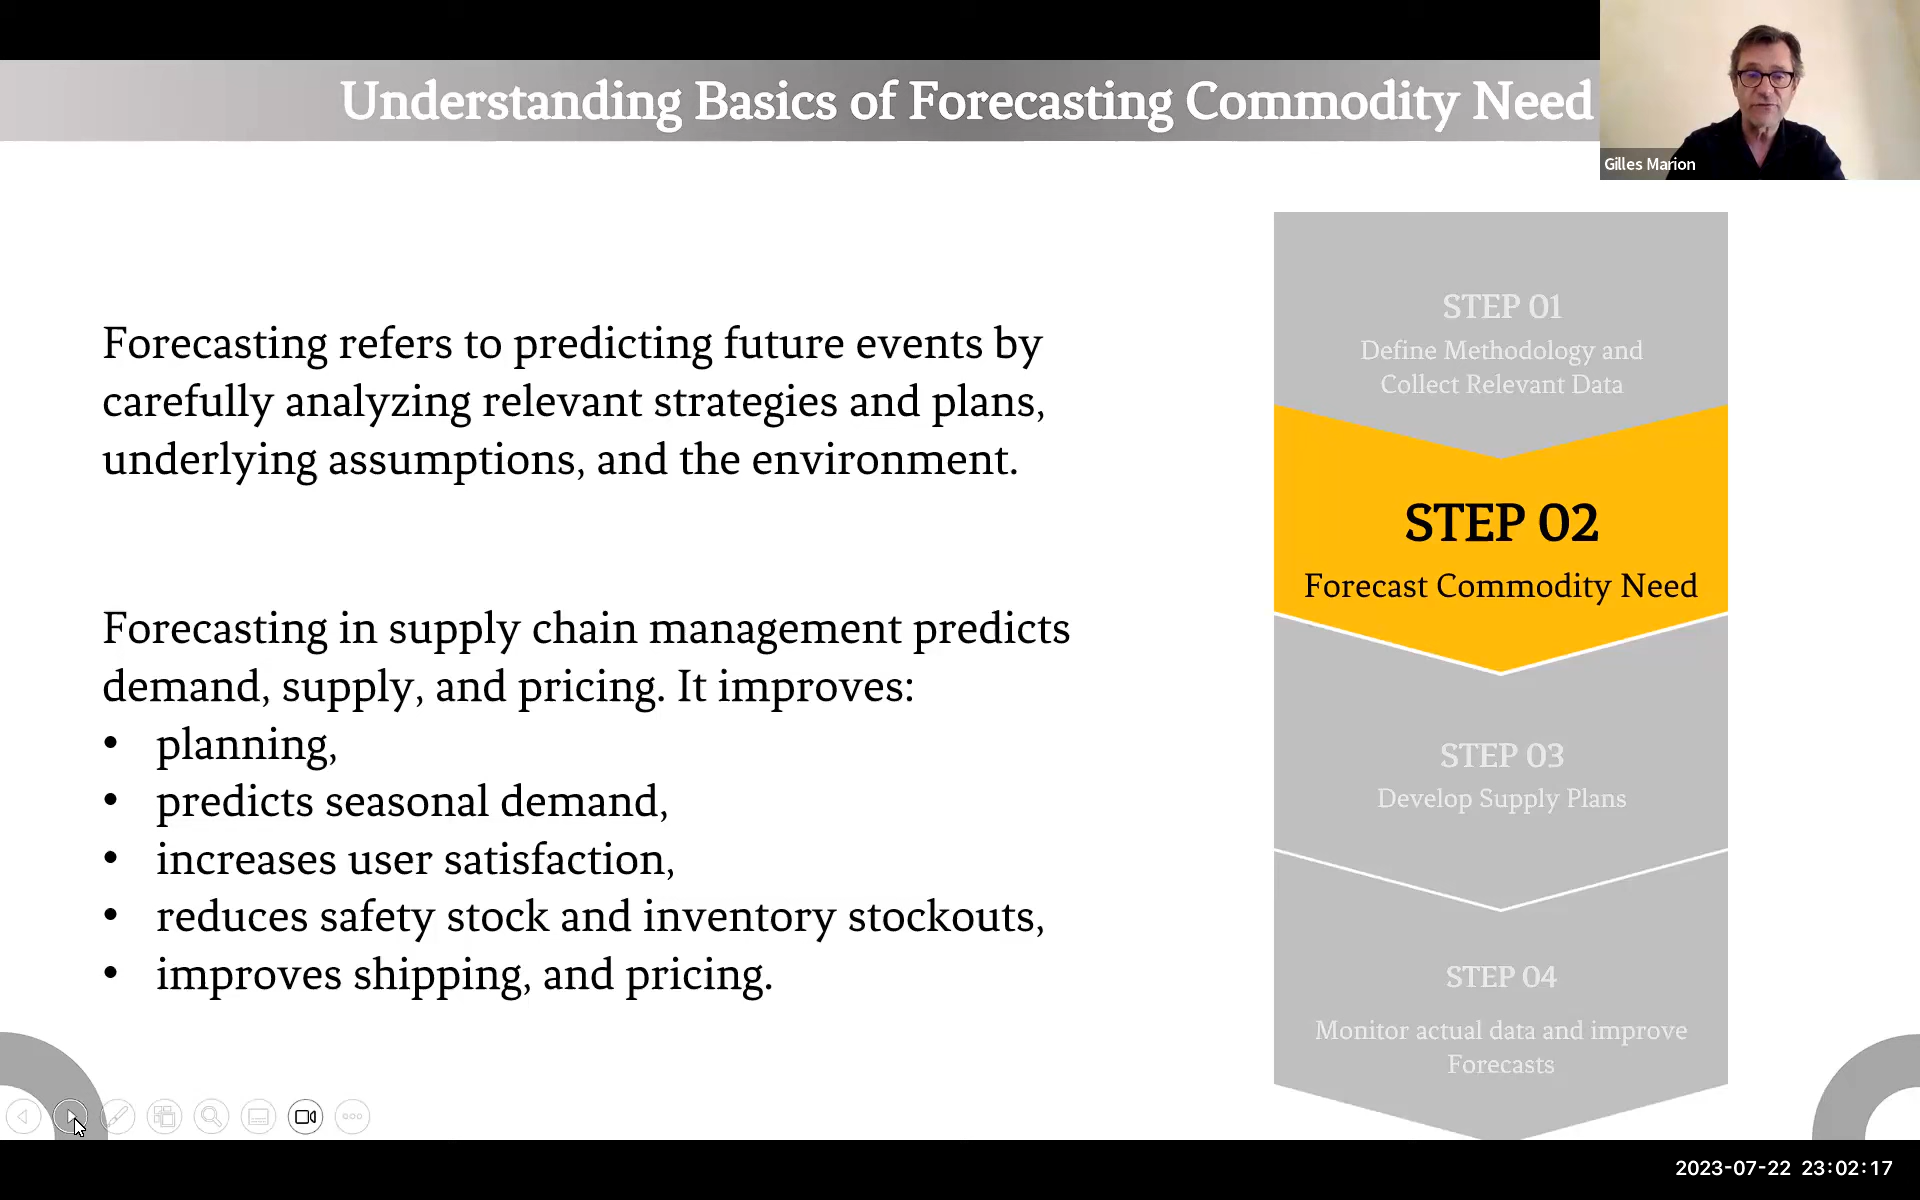 Understanding Basics of Forecasting Commodity Need
Gilles Marion
Forecasting refers to predicting future events by
carefully analyzing relevant strategies and plans,
underlying assumptions, and the environment.
Forecasting in supply chain management predicts
demand, supply, and pricing. It improves:
• planning,
• predicts seasonal demand,
• increases user satisfaction,
• reduces safety stock and inventory stockouts,
• improves shipping, and pricing.
STEP 01
Define Methodology and
Collect Relevant Data
STEP 02
Forecast Commodity Need
STEP 03
Develop Supply Plans
STEP 04
Monitor actual data and improve
Forecasts
2023-07-22 23:02:17